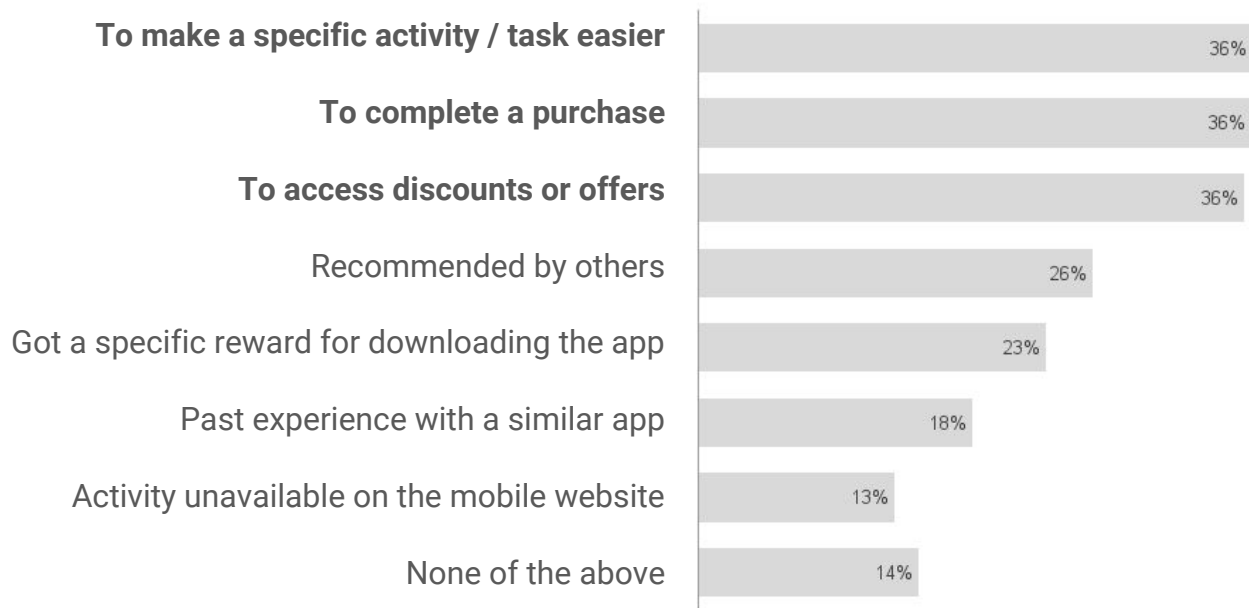 To make a specific activity / task easier
36%
To complete a purchase
36%
To access discounts or offers
36%
Recommended by others
26%
Got a specific reward for downloading the app
23%
Past experience with a similar app
18%
Activity unavailable on the mobile website
13%
None of the above
14%